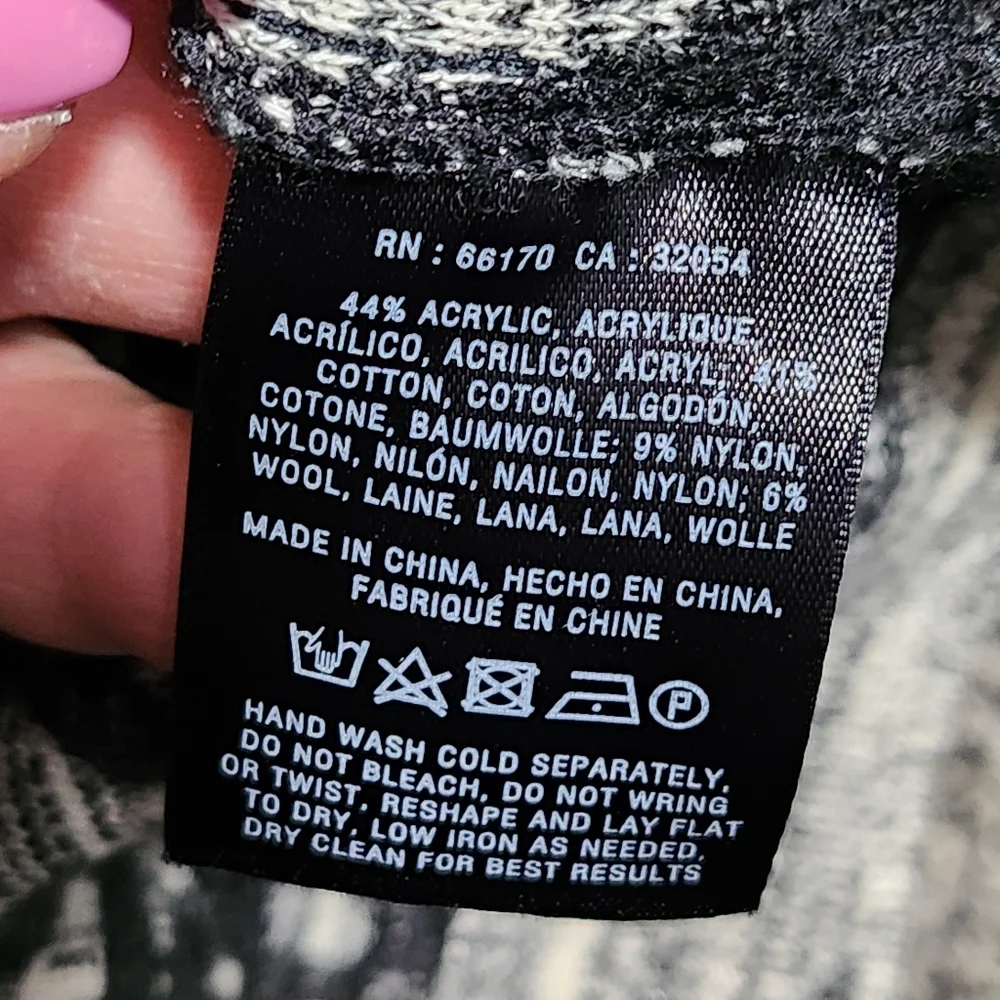 RN : 66170 CA : 32054
44% ACRYLIC, ACRYLIQUE,
ACRÍLICO, ACRILICO, ACRYL; 41%
COTTON, COTON, ALGODÓN,
COTONE, BAUMWOLLE; 9% NYLON,
NYLON, NILÓN, NAILON, NYLON; 6%
WOOL, LAINE, LANA, LANA, WOLLE
MADE IN CHINA, HECHO EN CHINA,
FABRIQUÉ EN CHINE
P
HAND WASH COLD SEPARATELY,
DO NOT BLEACH, DO NOT WRING
OR TWIST, RESHAPE AND LAY FLAT
TO DRY, LOW IRON AS NEEDED,
DRY CLEAN FOR BEST RESULTS